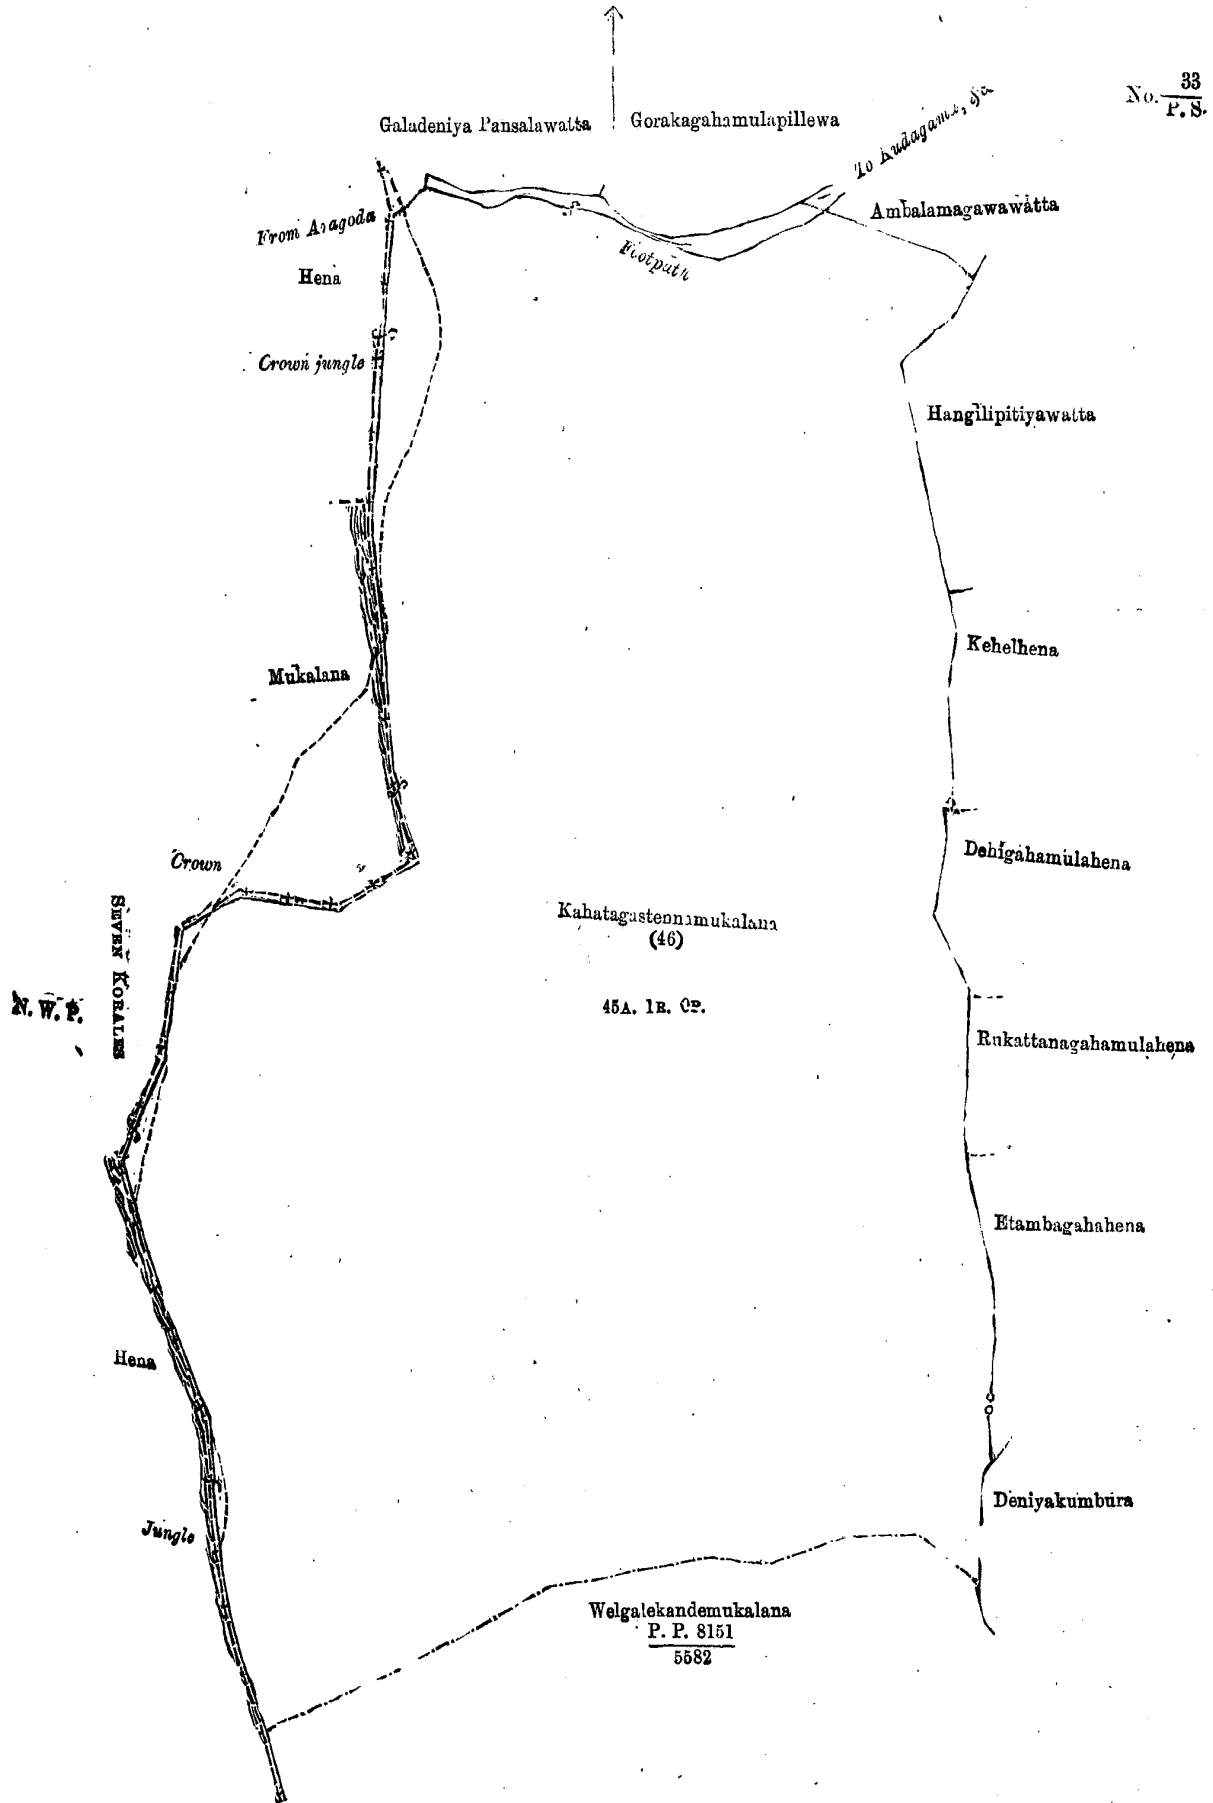 No. 33
P. S.
Galadeniya Pansalawatta
Gorakagahamulapillewa
To Kudagama, &c
From Aragoda
Ambalamagawawatta
Footpath
Hena
Crown jungle
Hangilipitiyawatta
Kehelhena
Mukalana
Crown
Dehigahamulahena
SEVEN KORALES
Kahatagastennamukalana
(46)
N. W. P.
45A. 1R. 0P.
Rukattanagahamulahena
Etambagahahena
Hena
Deniyakumbura
Jungle
Welgalekandemukalana
P. P. 8151
5582